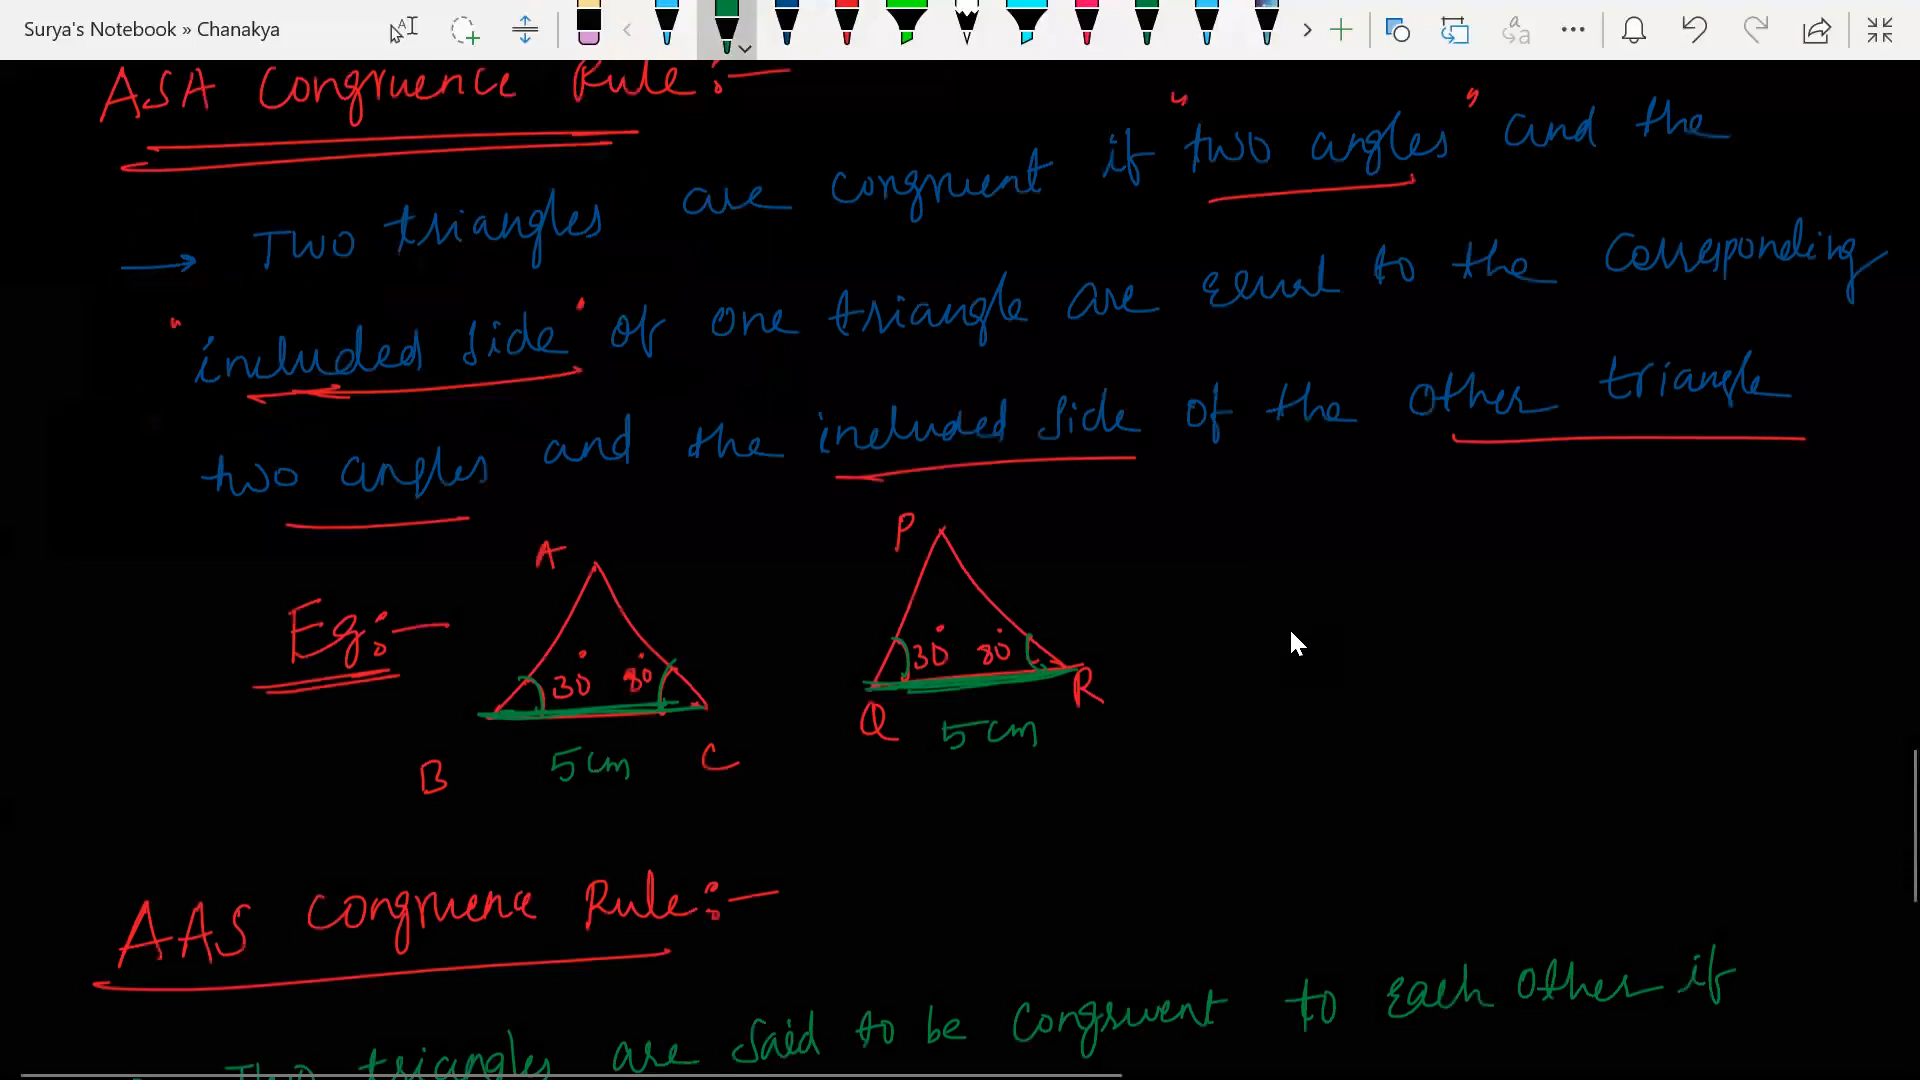 Surya's Notebook » Chanakya
ASA Congruence Rule:-
→ Two triangles are congruent if "two angles" and the
"included side" of one triangle are equal to the corresponding
two angles and the included side of the other triangle
Eg:-
A
30° 80°
B 5cm C
P
30° 80°
Q 5cm R
AAS Congruence Rule:-
Two triangles are said to be congruent to each other if